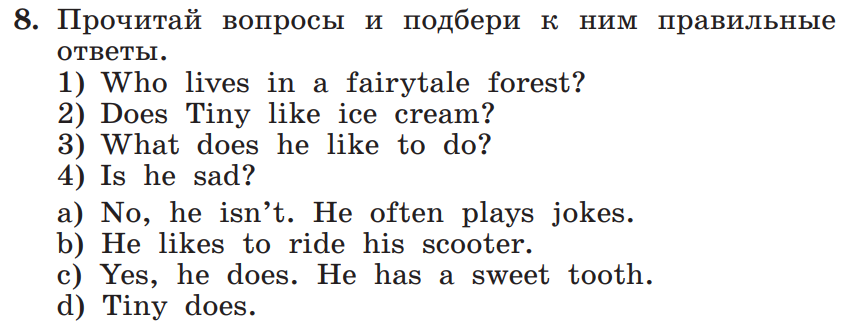 8. Прочитай вопросы и подбери к ним правильные
ответы.
1) Who lives in a fairytale forest?
2) Does Tiny like ice cream?
3) What does he like to do?
4) Is he sad?
a) No, he isn’t. He often plays jokes.
b) He likes to ride his scooter.
c) Yes, he does. He has a sweet tooth.
d) Tiny does.